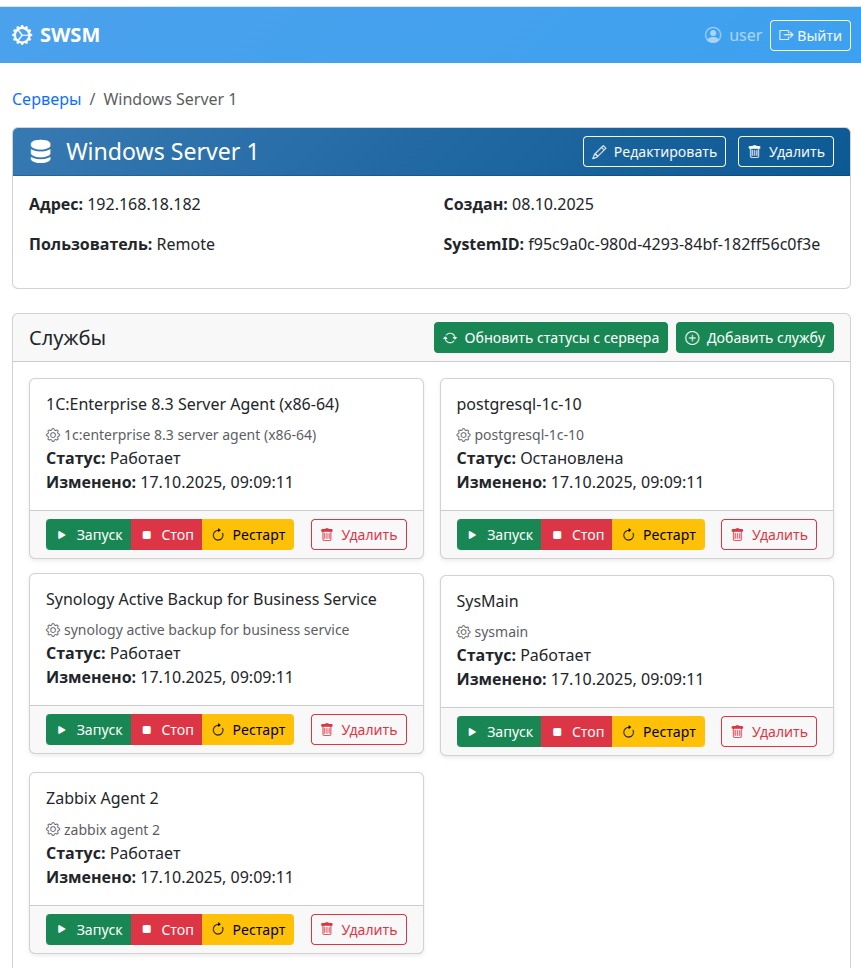 SWSM
user Выйти
Серверы / Windows Server 1
Windows Server 1 Редактировать Удалить
Адрес: 192.168.18.182 Создан: 08.10.2025
Пользователь: Remote SystemID: f95c9a0c-980d-4293-84bf-182ff56c0f3e
Службы Обновить статусы с сервера Добавить службу
1C:Enterprise 8.3 Server Agent (x86-64)
1c:enterprise 8.3 server agent (x86-64)
Статус: Работает
Изменено: 17.10.2025, 09:09:11
Запуск Стоп Рестарт Удалить
postgresql-1c-10
postgresql-1c-10
Статус: Остановлена
Изменено: 17.10.2025, 09:09:11
Запуск Стоп Рестарт Удалить
Synology Active Backup for Business Service
synology active backup for business service
Статус: Работает
Изменено: 17.10.2025, 09:09:11
Запуск Стоп Рестарт Удалить
SysMain
sysmain
Статус: Работает
Изменено: 17.10.2025, 09:09:11
Запуск Стоп Рестарт Удалить
Zabbix Agent 2
zabbix agent 2
Статус: Работает
Изменено: 17.10.2025, 09:09:11
Запуск Стоп Рестарт Удалить